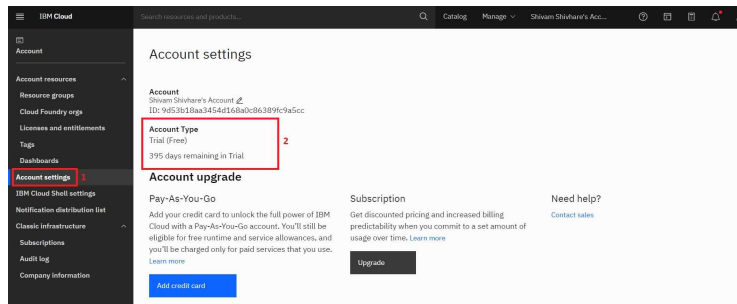 IBM Cloud
Search resources and products...
Catalog
Manage
Shivam Shivhare's Acc...
Account
Account resources
Resource groups
Cloud Foundry orgs
Licenses and entitlements
Tags
Dashboards
Account settings 1
IBM Cloud Shell settings
Notification distribution list
Classic infrastructure
Subscriptions
Audit log
Company information
Account settings
Account
Shivam Shivhare's Account
ID: 9d53b18aa3454d168a0c86389fc9a5cc
Account Type
Trial (Free)
2
395 days remaining in Trial
Account upgrade
Pay-As-You-Go
Add your credit card to unlock the full power of IBM
Cloud with a Pay-As-You-Go account. You'll still be
eligible for free runtime and service allowances, and
you'll be charged only for paid services that you use.
Learn more
Add credit card
Subscription
Get discounted pricing and increased billing
predictability when you commit to a set amount of
usage over time. Learn more
Upgrade
Need help?
Contact sales